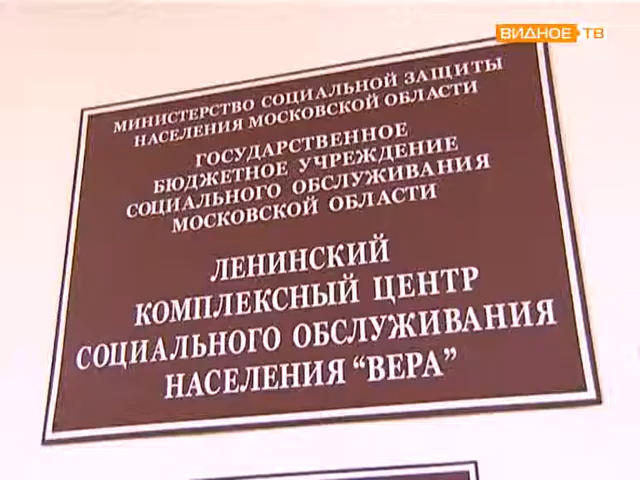 ВИДНОЕ ТВ
МИНИСТЕРСТВО СОЦИАЛЬНОЙ ЗАЩИТЫ
НАСЕЛЕНИЯ МОСКОВСКОЙ ОБЛАСТИ
ГОСУДАРСТВЕННОЕ
БЮДЖЕТНОЕ УЧРЕЖДЕНИЕ
СОЦИАЛЬНОГО ОБСЛУЖИВАНИЯ
МОСКОВСКОЙ ОБЛАСТИ
ЛЕНИНСКИЙ
КОМПЛЕКСНЫЙ ЦЕНТР
СОЦИАЛЬНОГО ОБСЛУЖИВАНИЯ
НАСЕЛЕНИЯ “ВЕРА”